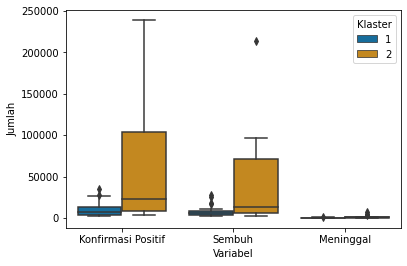 250000
200000
150000
100000
50000
0
Jumlah
Klaster
1
2
Konfirmasi Positif
Sembuh
Meninggal
Variabel